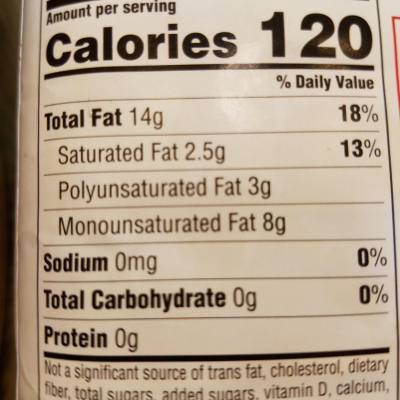 Amount per serving
Calories 120
% Daily Value
Total Fat 14g 18%
Saturated Fat 2.5g 13%
Polyunsaturated Fat 3g
Monounsaturated Fat 8g
Sodium 0mg 0%
Total Carbohydrate 0g 0%
Protein 0g
Not a significant source of trans fat, cholesterol, dietary
fiber, total sugars, added sugars, vitamin D, calcium,